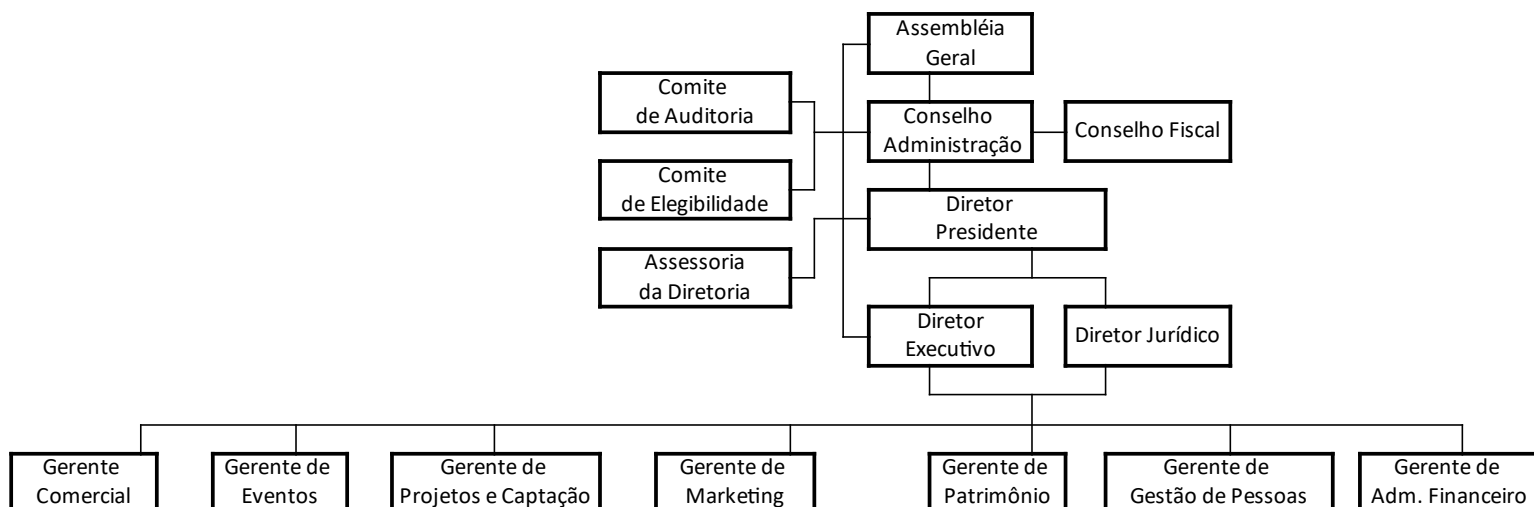 Assembléia
Geral
Comite
de Auditoria
Conselho
Administração
Conselho Fiscal
Comite
de Elegibilidade
Diretor
Presidente
Assessoria
da Diretoria
Diretor
Executivo
Diretor Jurídico
Gerente
Comercial
Gerente de
Eventos
Gerente de
Projetos e Captação
Gerente de
Marketing
Gerente de
Patrimônio
Gerente de
Gestão de Pessoas
Gerente de
Adm. Financeiro